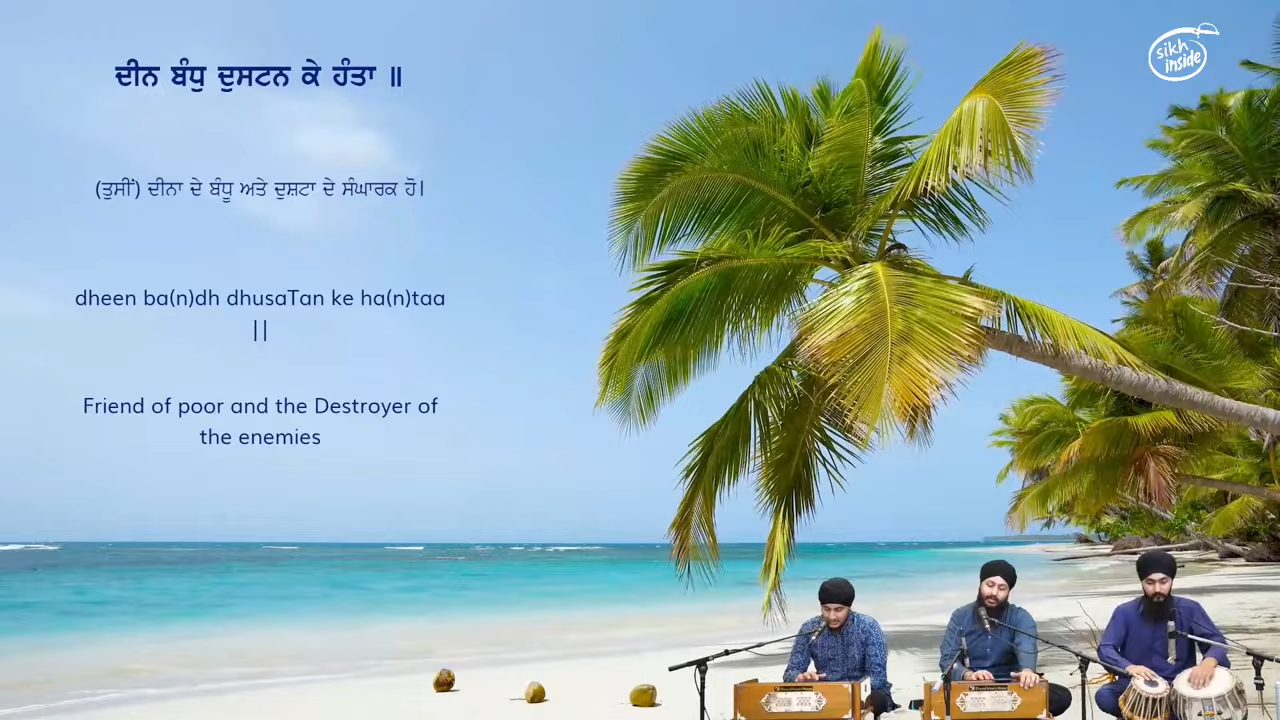 ਦੀਨ ਬੰਧੁ ਦੁਸਟਨ ਕੇ ਹੰਤਾ ॥
(ਤੁਸੀਂ) ਦੀਨਾ ਦੇ ਬੰਧੂ ਅਤੇ ਦੁਸ਼ਟਾ ਦੇ ਸੰਘਾਰਕ ਹੋ।
dheen ba(n)dh dhusaTan ke ha(n)taa
||
Friend of poor and the Destroyer of
the enemies
sikh
inside